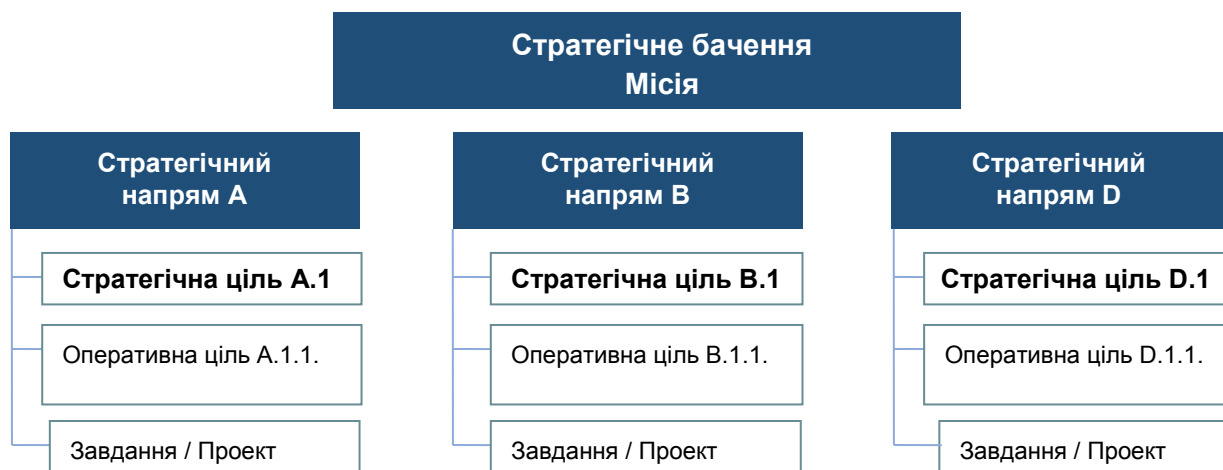 Стратегічне бачення
Місія
Стратегічний
напрям А
Стратегічний
напрям В
Стратегічний
напрям D
Стратегічна ціль А.1
Стратегічна ціль В.1
Стратегічна ціль D.1
Оперативна ціль А.1.1.
Оперативна ціль В.1.1.
Оперативна ціль D.1.1.
Завдання / Проект
Завдання / Проект
Завдання / Проект